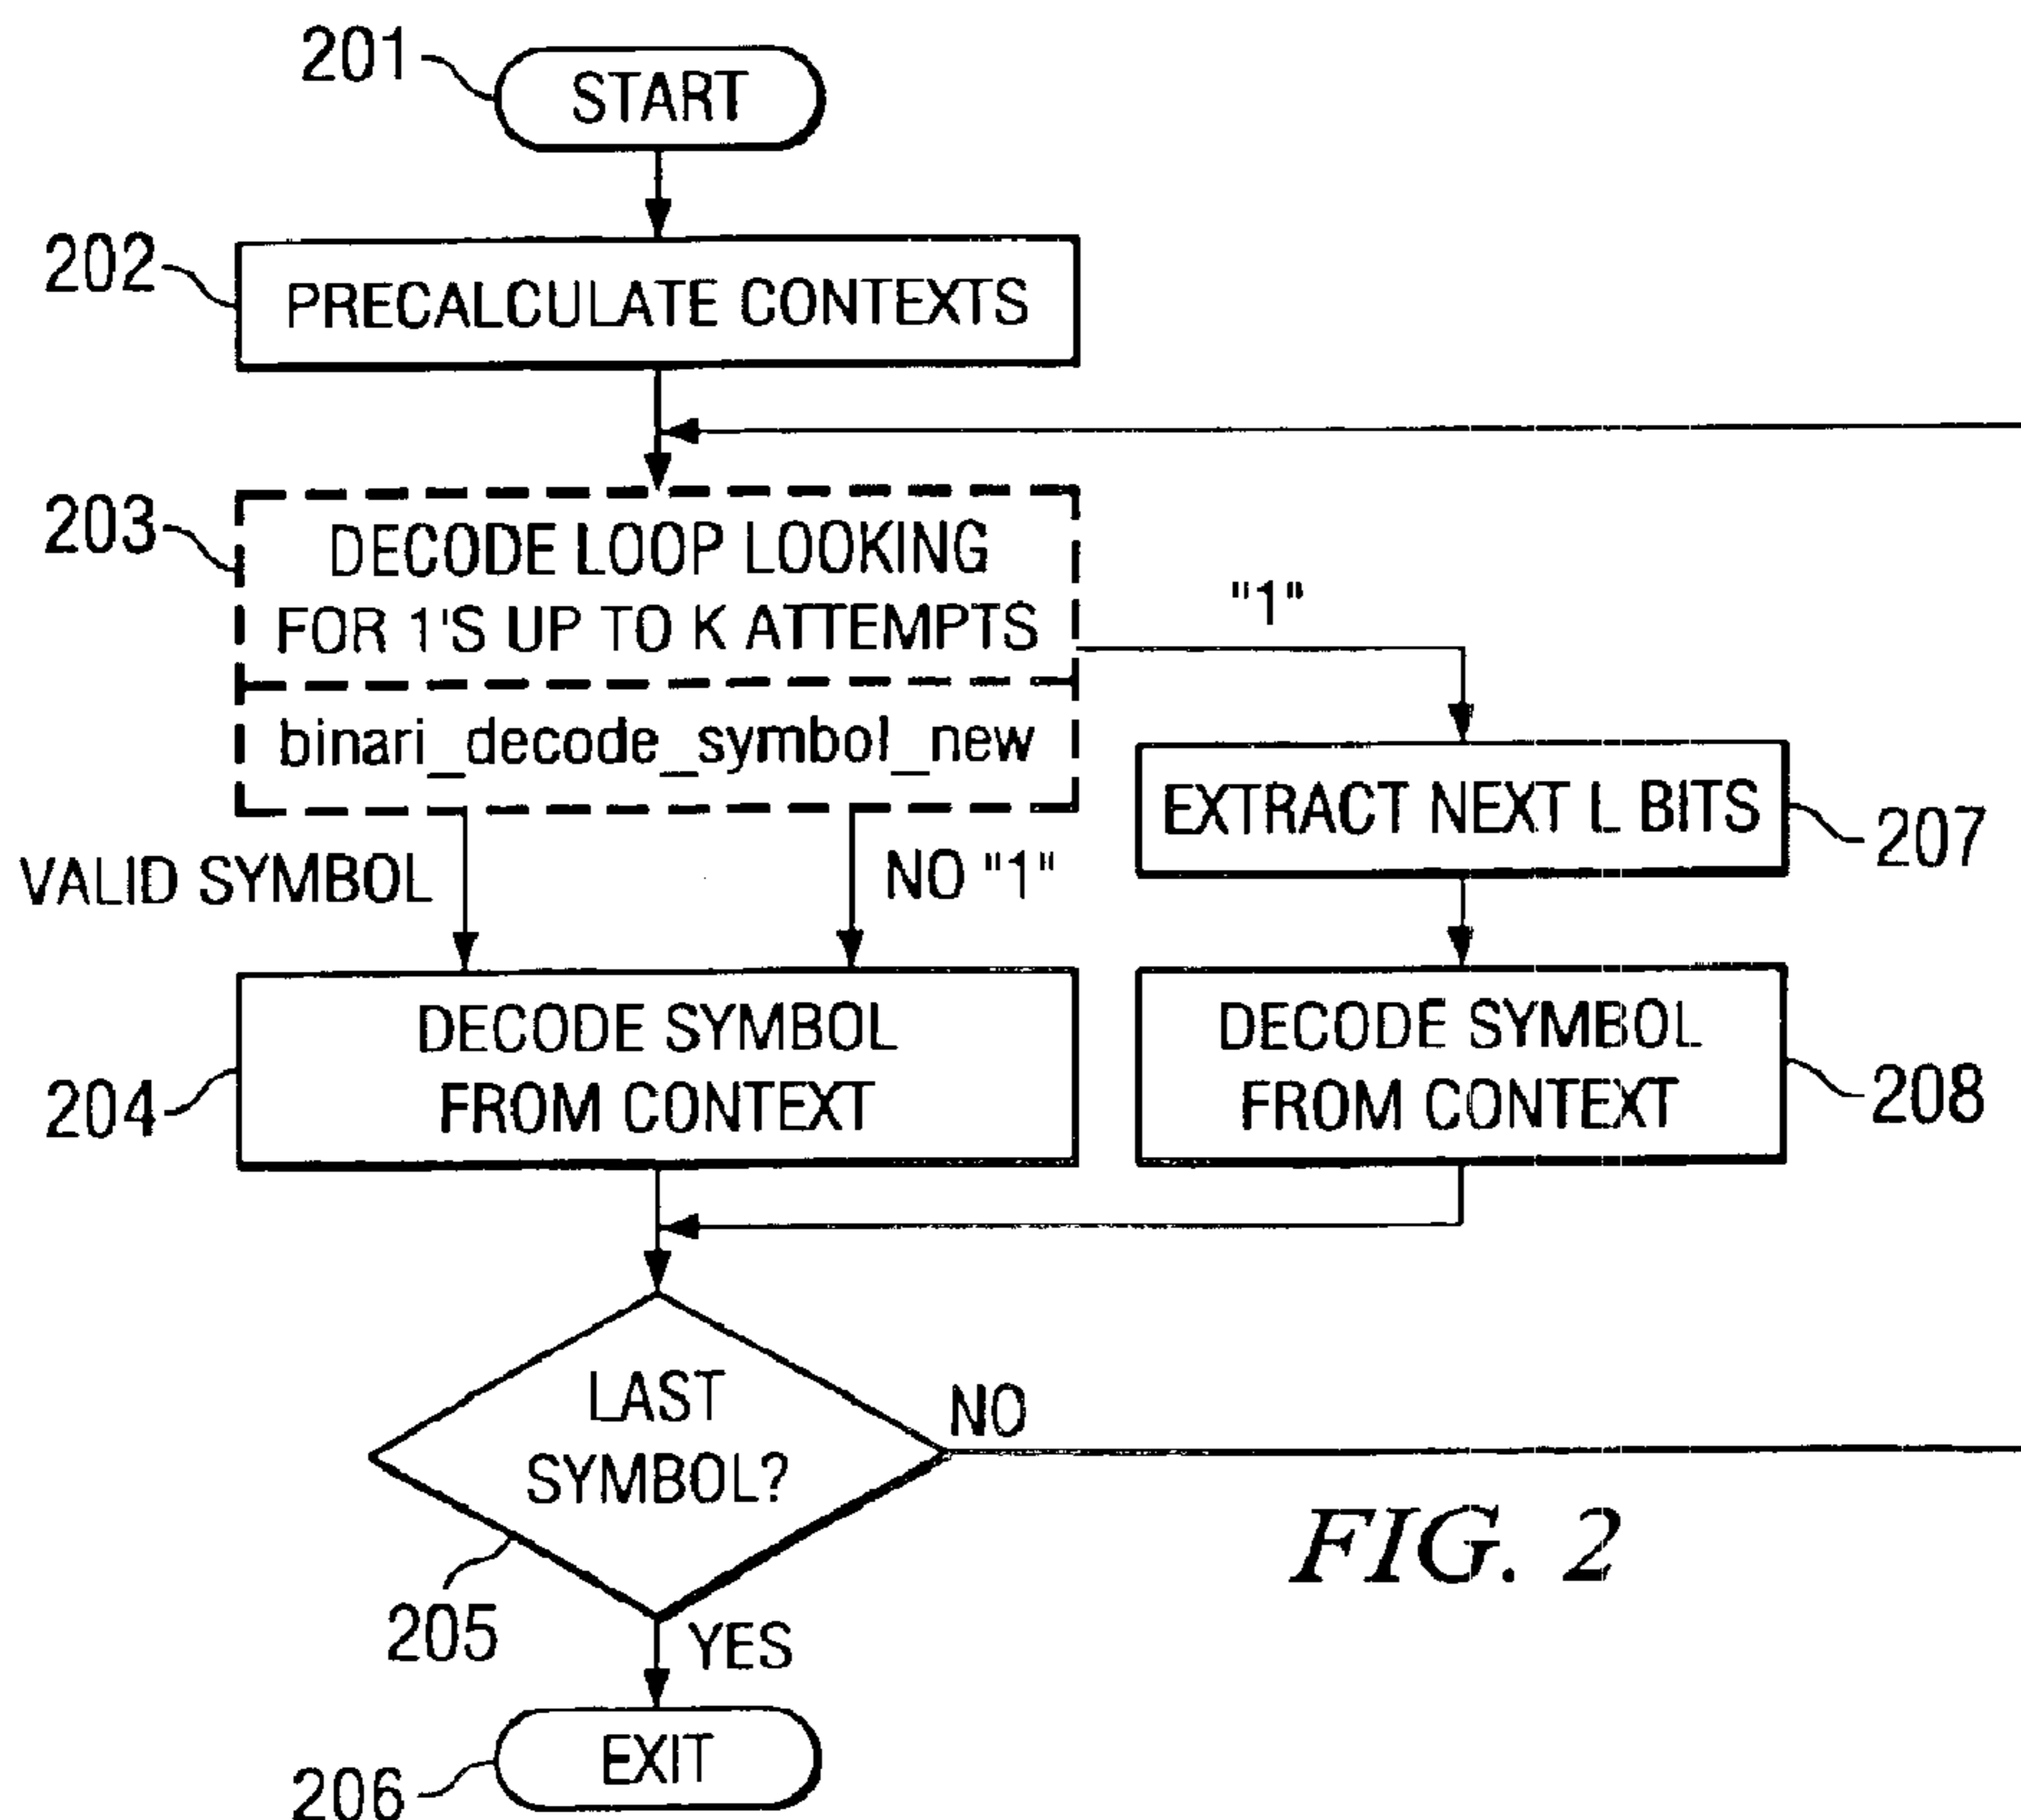 201
START
202
PRECALCULATE CONTEXTS
203
DECODE LOOP LOOKING
FOR 1'S UP TO K ATTEMPTS
"1"
binari_decode_symbol_new
EXTRACT NEXT L BITS
207
VALID SYMBOL
NO "1"
DECODE SYMBOL
FROM CONTEXT
204
DECODE SYMBOL
FROM CONTEXT
208
LAST
SYMBOL?
NO
205
YES
FIG. 2
EXIT
206